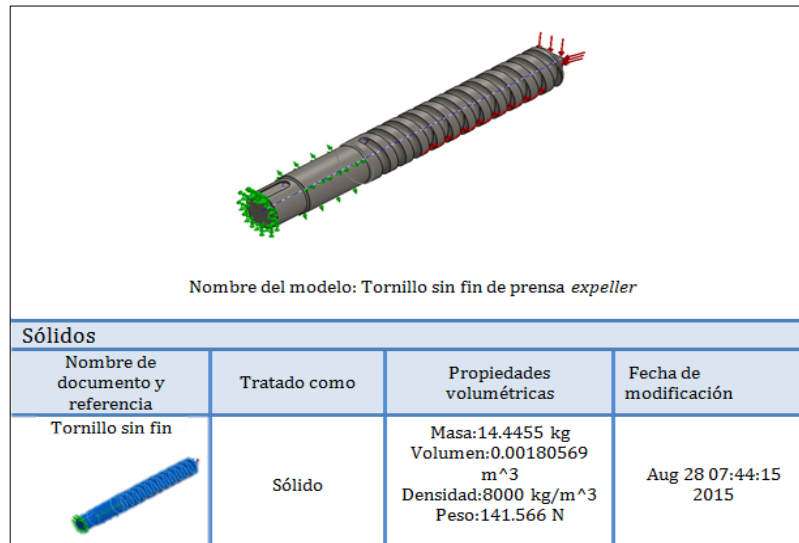 Nombre del modelo: Tornillo sin fin de prensa expeller
Sólidos
Nombre de
documento y
referencia
Tratado como
Propiedades
volumétricas
Fecha de
modificación
Tornillo sin fin
Sólido
Masa:14.4455 kg
Volumen:0.00180569
m^3
Densidad:8000 kg/m^3
Peso:141.566 N
Aug 28 07:44:15
2015